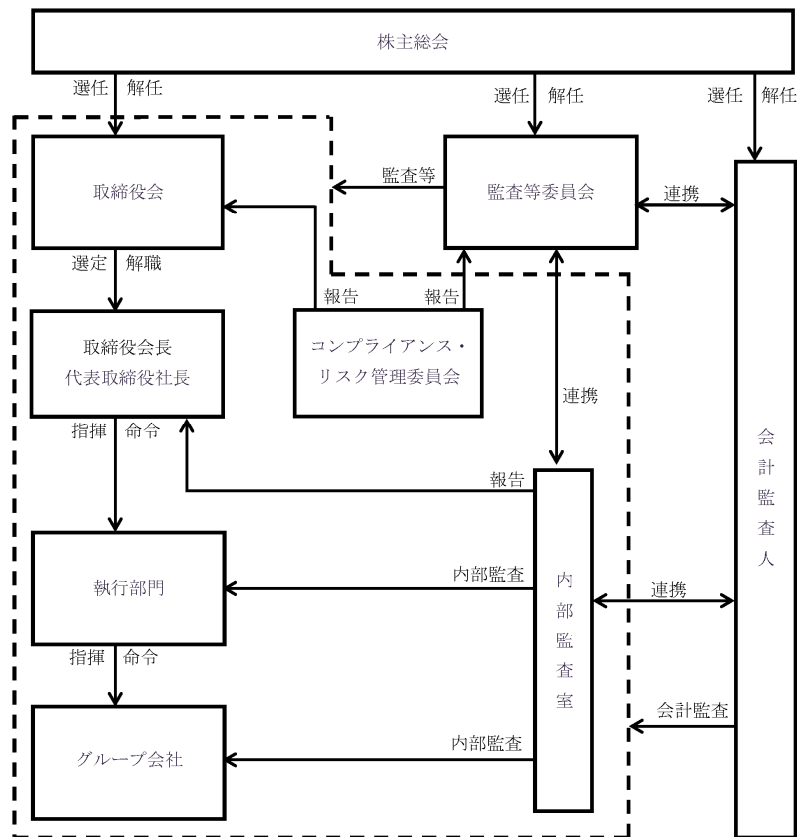 株主総会
選任 解任
選任 解任
選任 解任
取締役会
監査等
監査等委員会
連携
選定 解職
報告
報告
取締役会長
代表取締役社長
コンプライアンス・
リスク管理委員会
連携
指揮 命令
会計監査人
報告
執行部門
内部監査
内部監査室
連携
指揮 命令
会計監査
グループ会社
内部監査